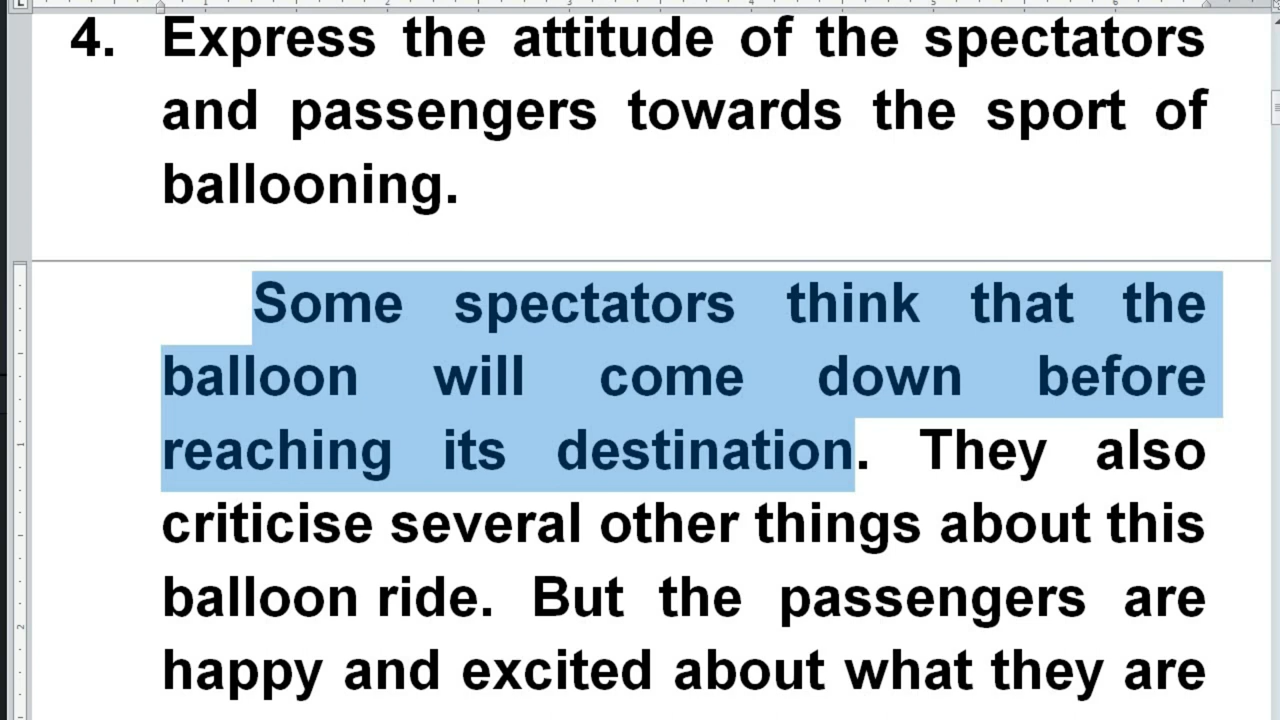 4. Express the attitude of the spectators
and passengers towards the sport of
ballooning.
Some spectators think that the
balloon will come down before
reaching its destination. They also
criticise several other things about this
balloon ride. But the passengers are
happy and excited about what they are